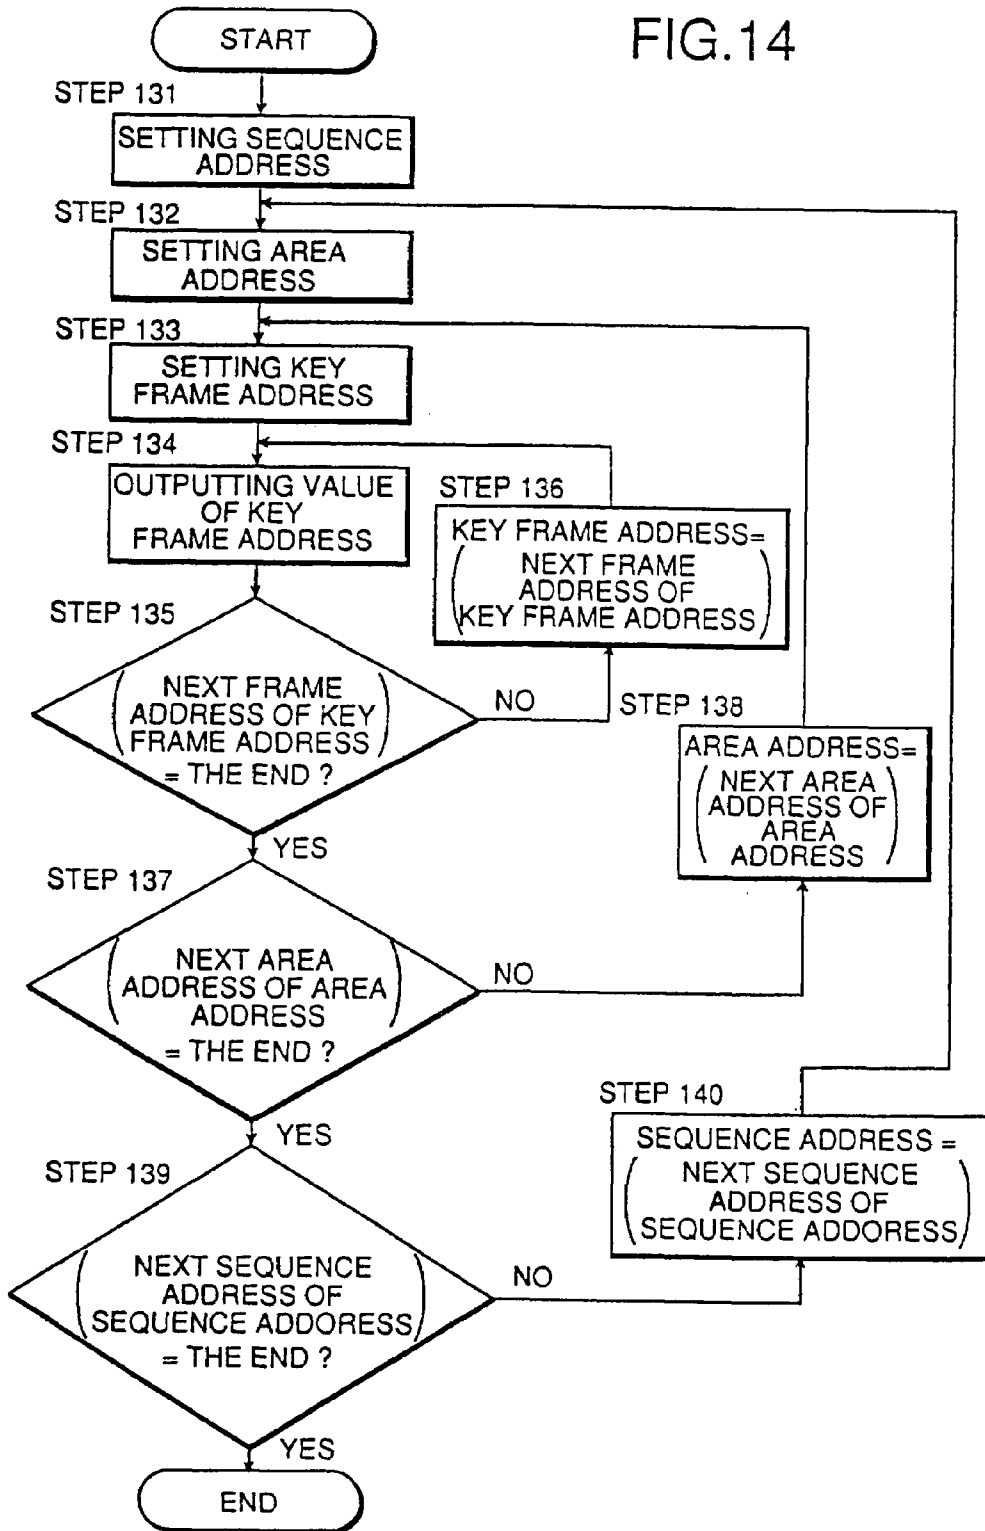 FIG.14
START
STEP 131
SETTING SEQUENCE
ADDRESS
STEP 132
SETTING AREA
ADDRESS
STEP 133
SETTING KEY
FRAME ADDRESS
STEP 134
OUTPUTTING VALUE
OF KEY
FRAME ADDRESS
STEP 136
KEY FRAME ADDRESS=
(NEXT FRAME
ADDRESS OF
KEY FRAME ADDRESS)
STEP 135
(NEXT FRAME
ADDRESS OF KEY
FRAME ADDRESS)
= THE END ?
NO
YES
STEP 138
AREA ADDRESS=
(NEXT AREA
ADDRESS OF
AREA
ADDRESS)
STEP 137
(NEXT AREA
ADDRESS OF AREA
ADDRESS)
= THE END ?
NO
YES
STEP 140
SEQUENCE ADDRESS =
(NEXT SEQUENCE
ADDRESS OF
SEQUENCE ADDORESS)
STEP 139
(NEXT SEQUENCE
ADDRESS OF
SEQUENCE ADDORESS)
= THE END ?
NO
YES
END